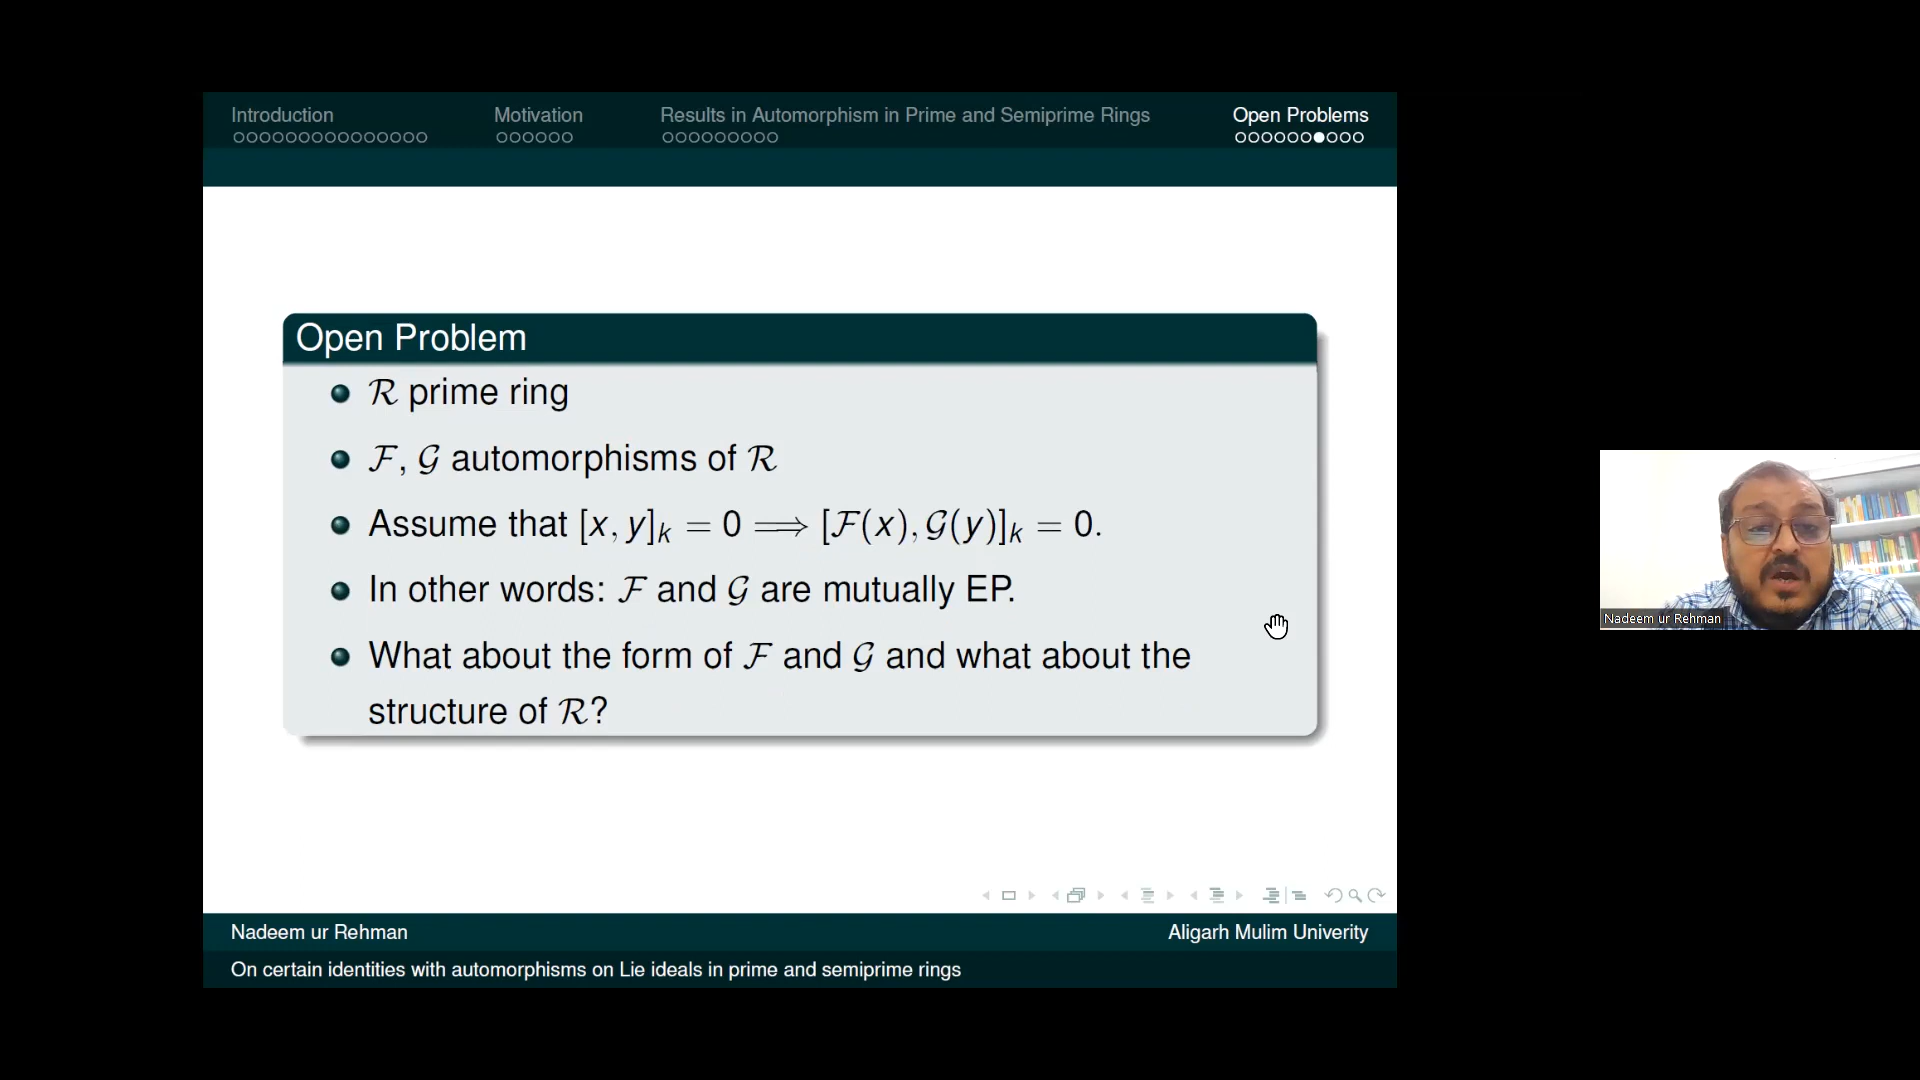 Introduction Motivation Results in Automorphism in Prime and Semiprime Rings Open Problems
Open Problem
ℛ prime ring
ℱ, 𝒢 automorphisms of ℛ
Assume that [x, y]ₖ = 0 ⟹ [ℱ(x), 𝒢(y)]ₖ = 0.
In other words: ℱ and 𝒢 are mutually EP.
What about the form of ℱ and 𝒢 and what about the
structure of ℛ?
Nadeem ur Rehman
Nadeem ur Rehman Aligarh Mulim Univerity
On certain identities with automorphisms on Lie ideals in prime and semiprime rings